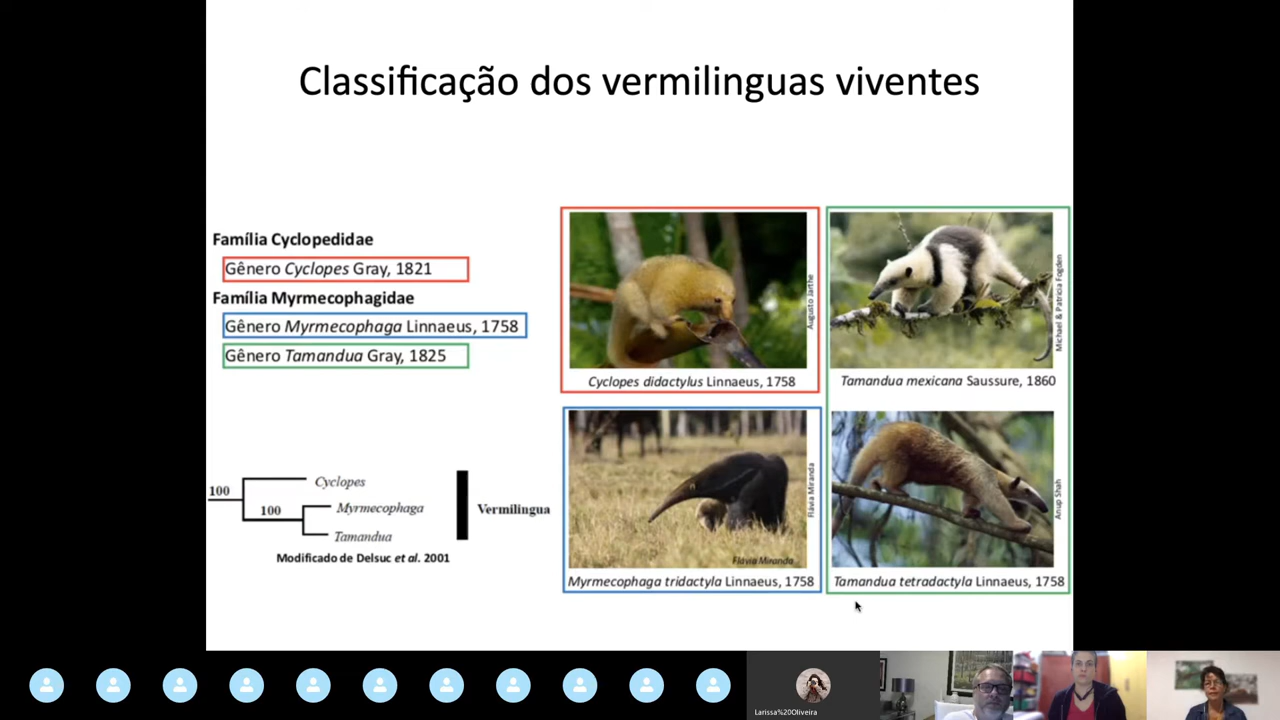 Classificação dos vermilinguas viventes
Família Cyclopedidae
Gênero Cyclopes Gray, 1821
Família Myrmecophagidae
Gênero Myrmecophaga Linnaeus, 1758
Gênero Tamandua Gray, 1825
100
Cyclopes
100
Myrmecophaga
Tamandua
Vermilingua
Modificado de Delsuc et al. 2001
Augusto Jarthe
Cyclopes didactylus Linnaeus, 1758
Michael & Patricia Fogden
Tamandua mexicana Saussure, 1860
Flávia Miranda
Flávia Miranda
Myrmecophaga tridactyla Linnaeus, 1758
Anup Shah
Tamandua tetradactyla Linnaeus, 1758
Larissa%20Oliveira